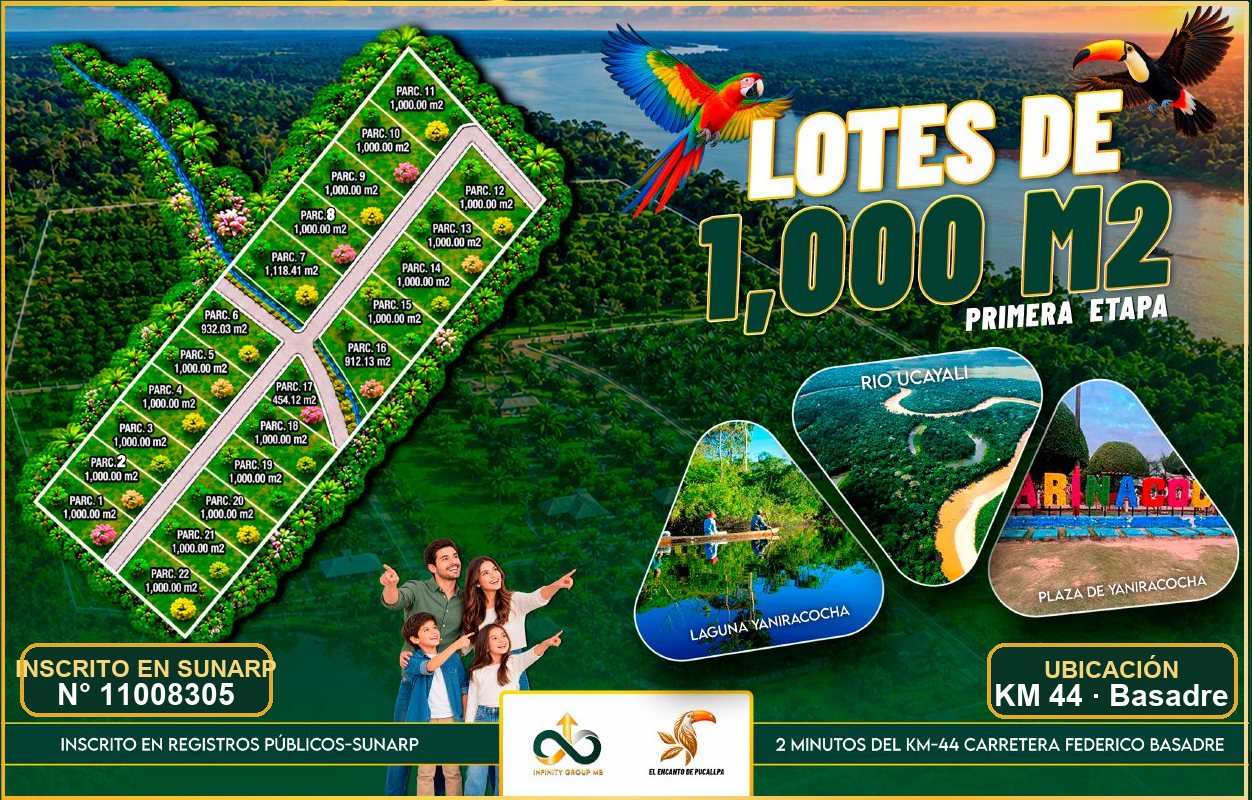 PARC. 11
1,000.00 m2
PARC. 10
1,000.00 m2
PARC. 9
1,000.00 m2
PARC. 8
1,000.00 m2
PARC. 7
1,118.41 m2
PARC. 12
1,000.00 m2
PARC. 13
1,000.00 m2
PARC. 14
1,000.00 m2
PARC. 15
1,000.00 m2
PARC. 16
912.13 m2
PARC. 6
932.03 m2
PARC. 5
1,000.00 m2
PARC. 4
1,000.00 m2
PARC. 3
1,000.00 m2
PARC. 2
1,000.00 m2
PARC. 1
1,000.00 m2
PARC. 17
454.12 m2
PARC. 18
1,000.00 m2
PARC. 19
1,000.00 m2
PARC. 20
1,000.00 m2
PARC. 21
1,000.00 m2
PARC. 22
1,000.00 m2
LOTES DE
1,000 M2
PRIMERA ETAPA
RIO UCAYALI
ARINACOC
LAGUNA YANIRACOCHA
PLAZA DE YANIRACOCHA
INSCRITO EN SUNARP
N° 11008305
UBICACIÓN
KM 44 · Basadre
INSCRITO EN REGISTROS PÚBLICOS-SUNARP
INFINITY GROUP MB
EL ENCANTO DE PUCALLPA
2 MINUTOS DEL KM-44 CARRETERA FEDERICO BASADRE